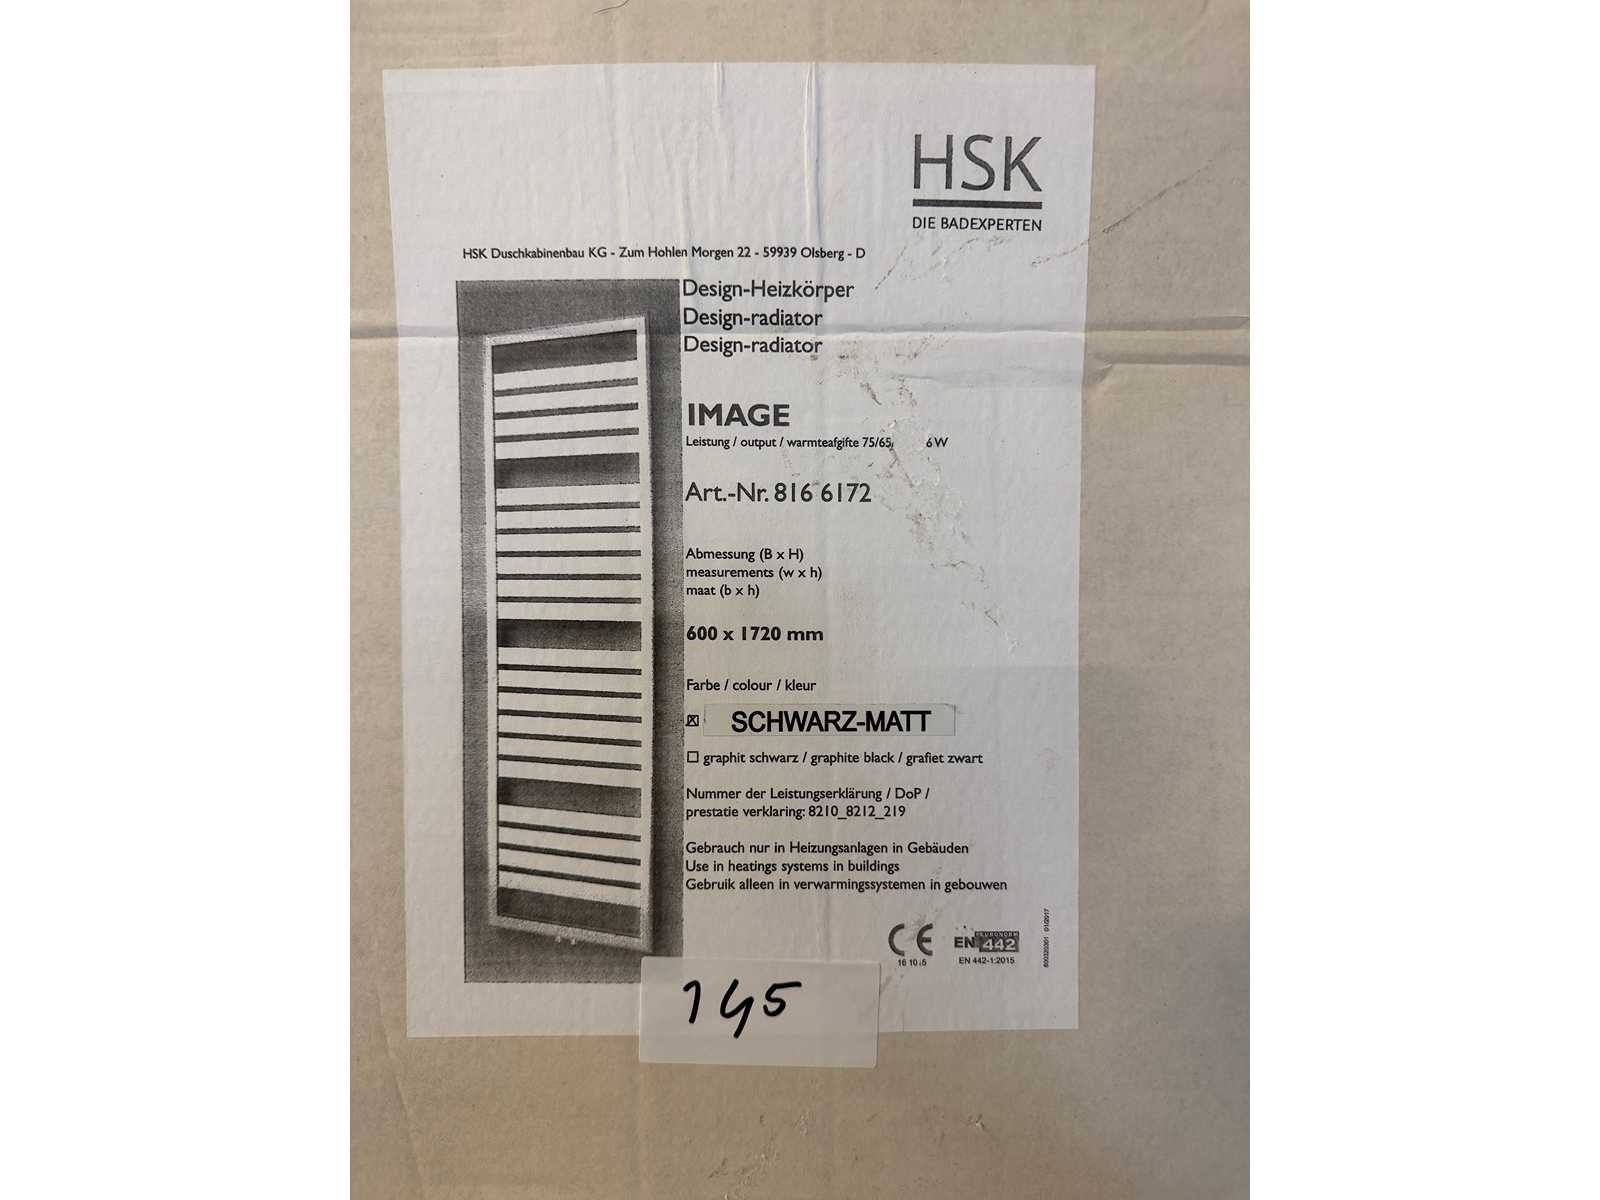 HSK
DIE BADEXPERTEN
HSK Duschkabinenbau KG - Zum Hohlen Morgen 22 - 59939 Olsberg - D
Design-Heizkörper
Design-radiator
Design-radiator
IMAGE
Leistung / output / warmteafgifte 75/65/ 6 W
Art.-Nr. 816 6172
Abmessung (B x H)
measurements (w x h)
maat (b x h)
600 x 1720 mm
Farbe / colour / kleur
☒ SCHWARZ-MATT
☐ graphit schwarz / graphite black / grafiet zwart
Nummer der Leistungserklärung / DoP /
prestatie verklaring: 8210_8212_219
Gebrauch nur in Heizungsanlagen in Gebäuden
Use in heatings systems in buildings
Gebruik alleen in verwarmingssystemen in gebouwen
CE
EURONORM
EN 442
EN 442-1:2015
01/2017
145